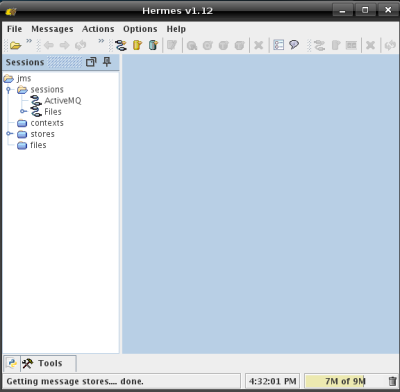 Hermes v1.12
File Messages Actions Options Help
Sessions
jms
sessions
ActiveMQ
Files
contexts
stores
files
Tools
Getting message stores.... done. 4:32:01 PM 7M of 9M